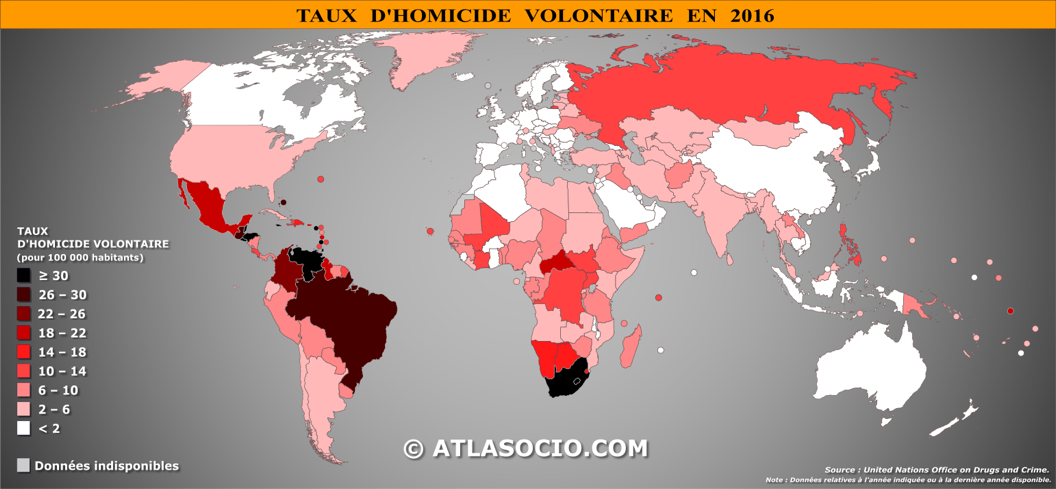 TAUX D'HOMICIDE VOLONTAIRE EN 2016
TAUX
D'HOMICIDE VOLONTAIRE
(pour 100 000 habitants)
≥ 30
26 – 30
22 – 26
18 – 22
14 – 18
10 – 14
6 – 10
2 – 6
< 2
Données indisponibles
© ATLASOCIO.COM
Source : United Nations Office on Drugs and Crime.
Note : Données relatives à l'année indiquée ou à la dernière année disponible.